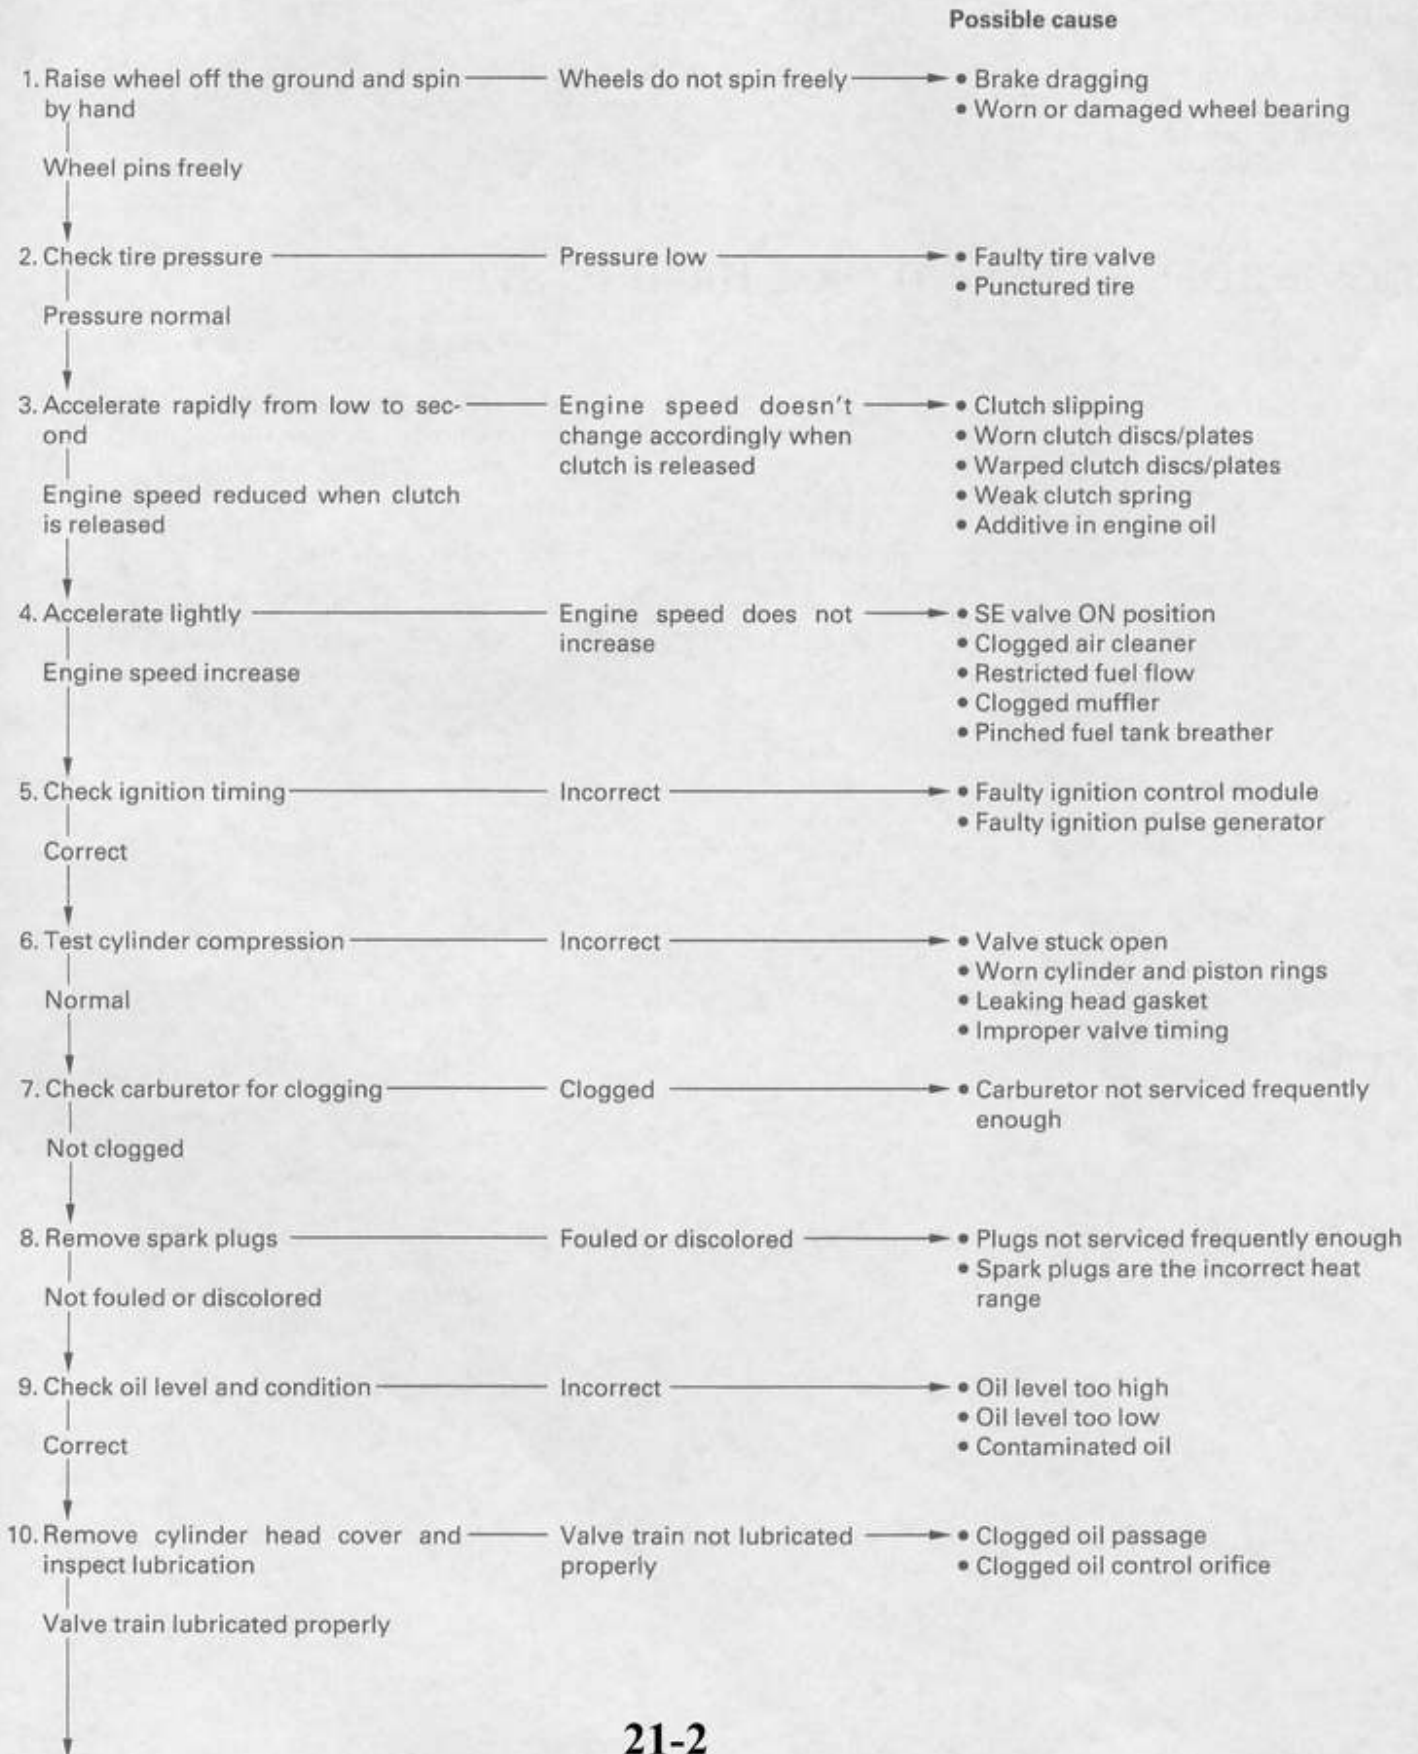 Possible cause
1. Raise wheel off the ground and spin
by hand
Wheels do not spin freely
• Brake dragging
• Worn or damaged wheel bearing
Wheel pins freely
2. Check tire pressure
Pressure low
• Faulty tire valve
• Punctured tire
Pressure normal
3. Accelerate rapidly from low to sec-
ond
Engine speed doesn't
change accordingly when
clutch is released
• Clutch slipping
• Worn clutch discs/plates
• Warped clutch discs/plates
• Weak clutch spring
• Additive in engine oil
Engine speed reduced when clutch
is released
4. Accelerate lightly
Engine speed does not
increase
• SE valve ON position
• Clogged air cleaner
• Restricted fuel flow
• Clogged muffler
• Pinched fuel tank breather
Engine speed increase
5. Check ignition timing
Incorrect
• Faulty ignition control module
• Faulty ignition pulse generator
Correct
6. Test cylinder compression
Incorrect
• Valve stuck open
• Worn cylinder and piston rings
• Leaking head gasket
• Improper valve timing
Normal
7. Check carburetor for clogging
Clogged
• Carburetor not serviced frequently
enough
Not clogged
8. Remove spark plugs
Fouled or discolored
• Plugs not serviced frequently enough
• Spark plugs are the incorrect heat
range
Not fouled or discolored
9. Check oil level and condition
Incorrect
• Oil level too high
• Oil level too low
• Contaminated oil
Correct
10. Remove cylinder head cover and
inspect lubrication
Valve train not lubricated
properly
• Clogged oil passage
• Clogged oil control orifice
Valve train lubricated properly
21-2